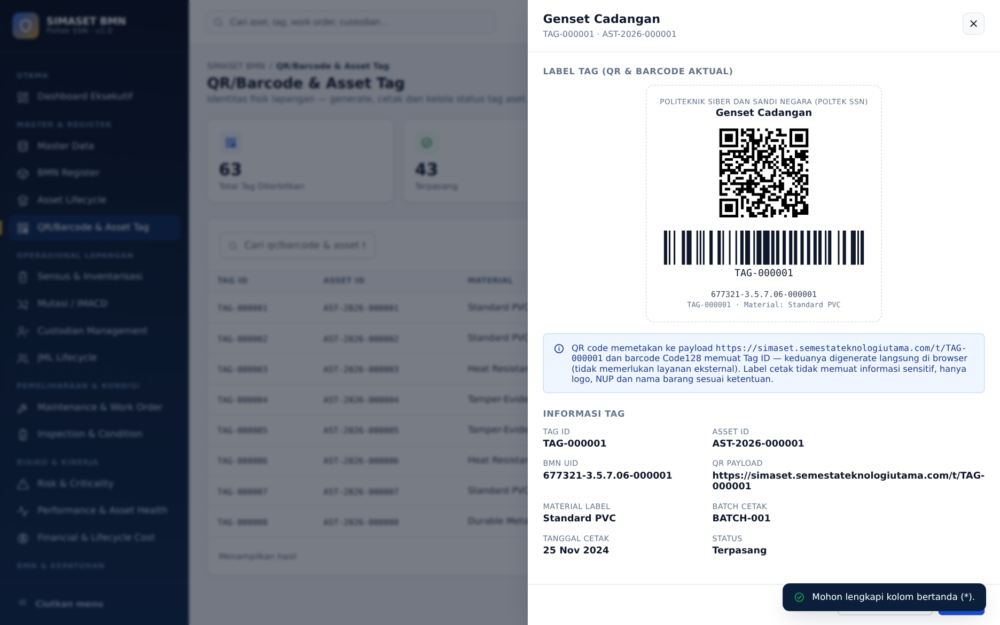 SIMASET BMN
Poltek SSN · v2.0
UTAMA
Dashboard Eksekutif
MASTER & REGISTER
Master Data
BMN Register
Asset Lifecycle
QR/Barcode & Asset Tag
OPERASIONAL LAPANGAN
Sensus & Inventarisasi
Mutasi / IMACD
Custodian Management
JML Lifecycle
PEMELIHARAAN & KONDISI
Maintenance & Work Order
Inspection & Condition
RISIKO & KINERJA
Risk & Criticality
Performance & Asset Health
Financial & Lifecycle Cost
BMN & KEPATUHAN
Ciutkan menu
Cari aset, tag, work order, custodian...
SIMASET BMN / QR/Barcode & Asset Tag
QR/Barcode & Asset Tag
Identitas fisik lapangan — generate, cetak dan kelola status tag aset
63
Total Tag Diterbitkan
43
Terpasang
Cari qr/barcode & asset t
TAG ID ASSET ID MATERIAL
TAG-000001 AST-2026-000001 Standard PVC
TAG-000002 AST-2026-000002 Standard PVC
TAG-000003 AST-2026-000003 Heat Resistan
TAG-000004 AST-2026-000004 Tamper-Evide
TAG-000005 AST-2026-000005 Tamper-Evide
TAG-000006 AST-2026-000006 Heat Resistan
TAG-000007 AST-2026-000007 Standard PVC
TAG-000008 AST-2026-000008 Durable Meta
Menampilkan hasil
Genset Cadangan
TAG-000001 · AST-2026-000001
LABEL TAG (QR & BARCODE AKTUAL)
POLITEKNIK SIBER DAN SANDI NEGARA (POLTEK SSN)
Genset Cadangan
TAG-000001
677321-3.5.7.06-000001
TAG-000001 · Material: Standard PVC
QR code memetakan ke payload https://simaset.semestateknologiutama.com/t/TAG-
000001 dan barcode Code128 memuat Tag ID — keduanya digenerate langsung di browser
(tidak memerlukan layanan eksternal). Label cetak tidak memuat informasi sensitif, hanya
logo, NUP dan nama barang sesuai ketentuan.
INFORMASI TAG
TAG ID
TAG-000001
ASSET ID
AST-2026-000001
BMN UID
677321-3.5.7.06-000001
QR PAYLOAD
https://simaset.semestateknologiutama.com/t/TAG-
000001
MATERIAL LABEL
Standard PVC
BATCH CETAK
BATCH-001
TANGGAL CETAK
25 Nov 2024
STATUS
Terpasang
Mohon lengkapi kolom bertanda (*).